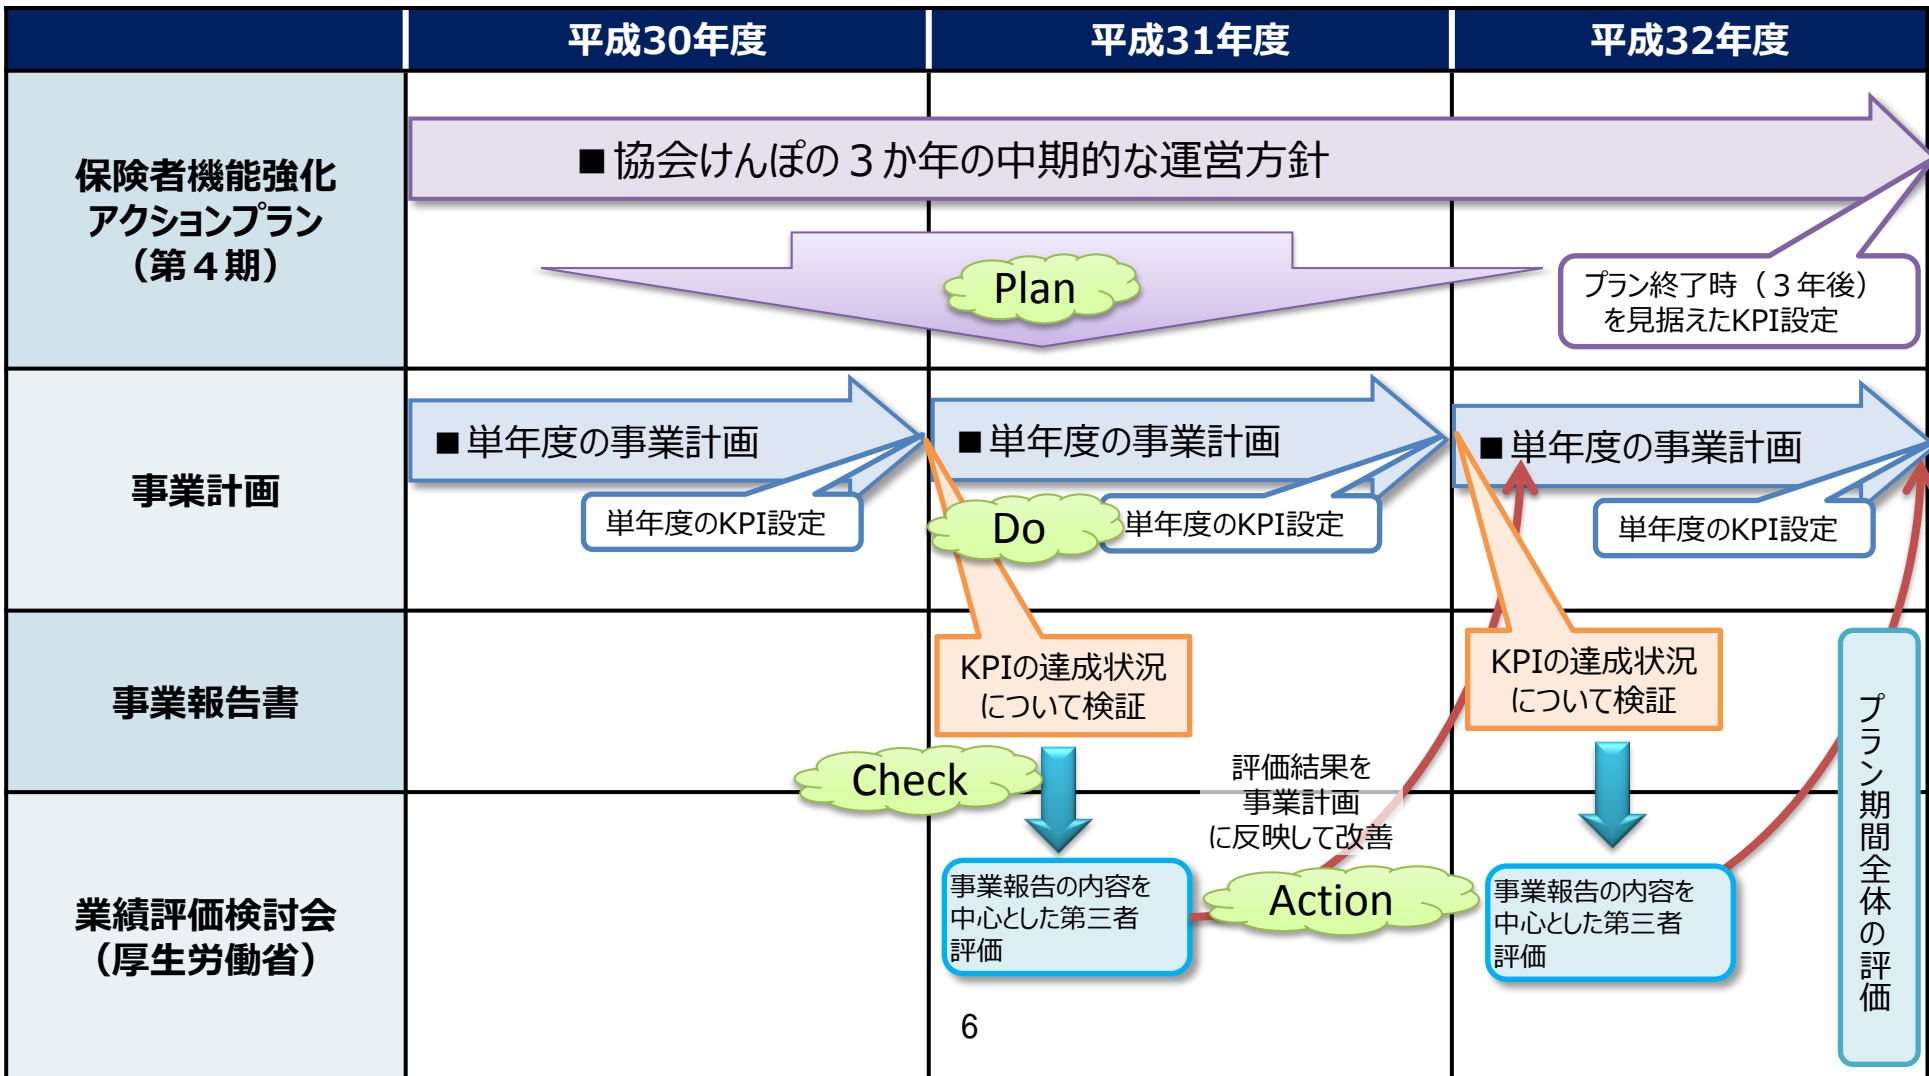 平成30年度
平成31年度
平成32年度
保険者機能強化
アクションプラン
（第４期）
■協会けんぽの３か年の中期的な運営方針
Plan
プラン終了時（３年後）
を見据えたKPI設定
事業計画
■単年度の事業計画
単年度のKPI設定
■単年度の事業計画
Do
単年度のKPI設定
■単年度の事業計画
単年度のKPI設定
事業報告書
KPIの達成状況
について検証
KPIの達成状況
について検証
Check
評価結果を
事業計画
に反映して改善
プラン期間全体の評価
業績評価検討会
（厚生労働省）
事業報告の内容を
中心とした第三者
評価
Action
事業報告の内容を
中心とした第三者
評価
6